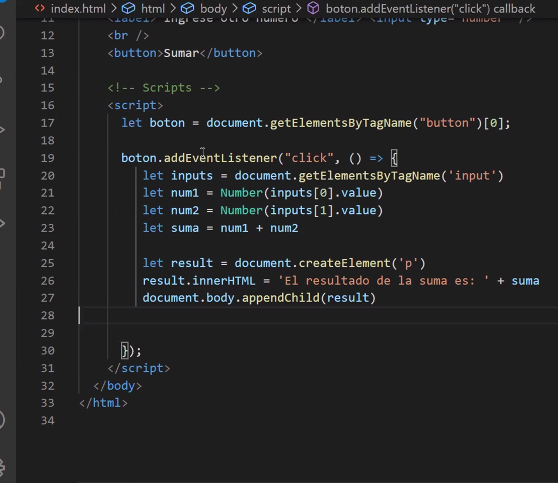 index.html > html > body > script > boton.addEventListener("click") callback
11 <label> Ingrese otro numero </label> <input type="number" />
12 <br />
13 <button>Sumar</button>
14
15 <!-- Scripts -->
16 <script>
17 let boton = document.getElementsByTagName("button")[0];
18
19 boton.addEventListener("click", () => {
20 let inputs = document.getElementsByTagName('input')
21 let num1 = Number(inputs[0].value)
22 let num2 = Number(inputs[1].value)
23 let suma = num1 + num2
24
25 let result = document.createElement('p')
26 result.innerHTML = 'El resultado de la suma es: ' + suma
27 document.body.appendChild(result)
28
29
30 });
31 </script>
32 </body>
33 </html>
34